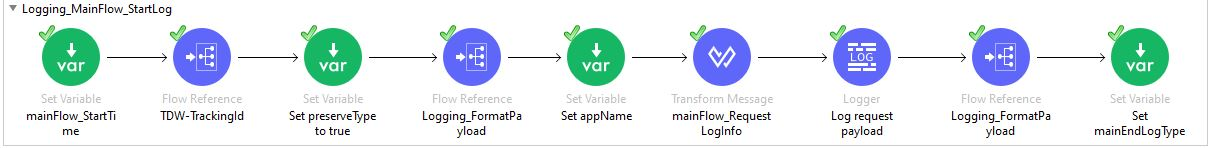 Logging_MainFlow_StartLog
var
var
var
LOG
var
Set Variable
Flow Reference
Set Variable
Flow Reference
Set Variable
Transform Message
Logger
Flow Reference
Set Variable
mainFlow_StartTi
me
TDW-TrackingId
Set preserveType
to true
Logging_FormatPa
yload
Set appName
mainFlow_Request
LogInfo
Log request
payload
Logging_FormatPa
yload
Set
mainEndLogType